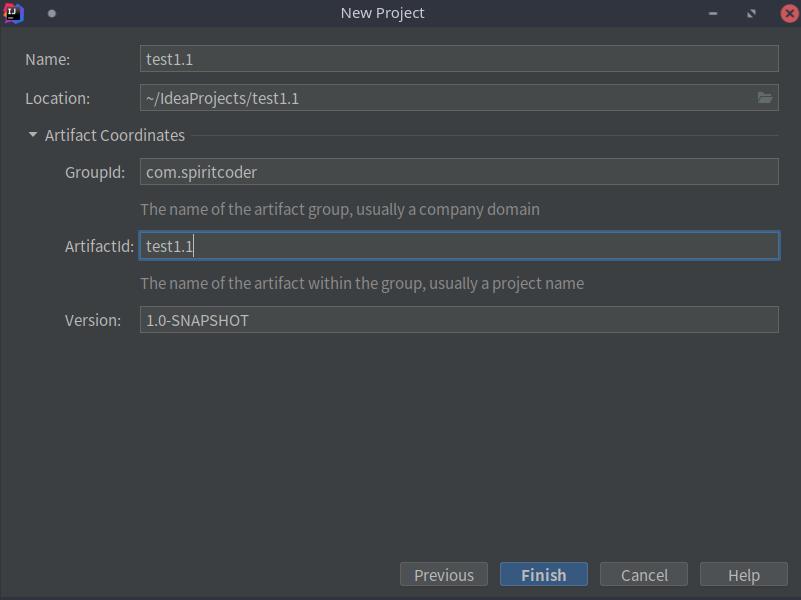 New Project
Name: test1.1
Location: ~/IdeaProjects/test1.1
Artifact Coordinates
GroupId: com.spiritcoder
The name of the artifact group, usually a company domain
ArtifactId: test1.1
The name of the artifact within the group, usually a project name
Version: 1.0-SNAPSHOT
Previous Finish Cancel Help